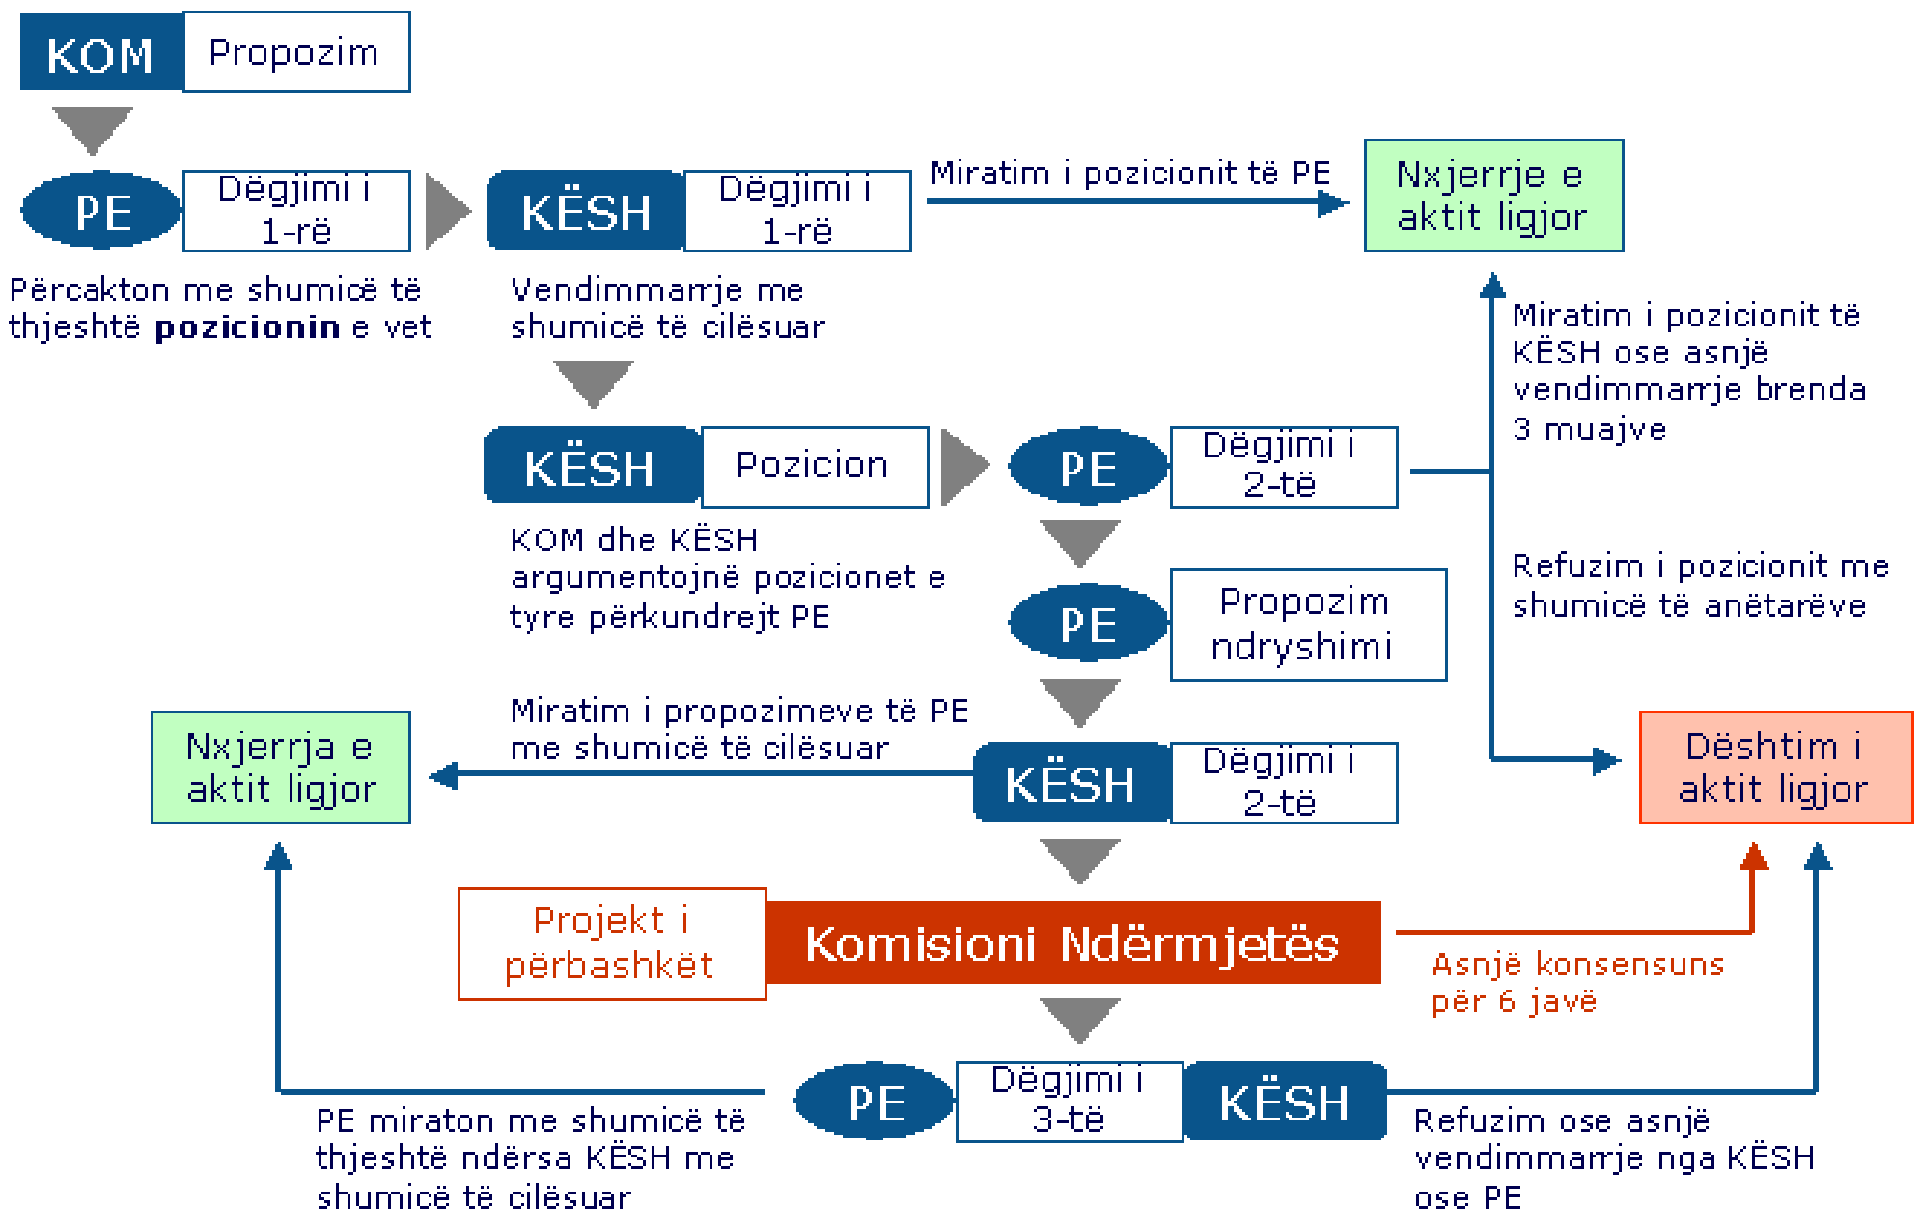 KOM
Propozim
PE
Dëgjimi i
1-rë
KËSH
Dëgjimi i
1-rë
Miratim i pozicionit të PE
Nxjerrje e
aktit ligjor
Përcakton me shumicë të
thjeshtë pozicionin e vet
Vendimmarrje me
shumicë të cilësuar
Miratim i pozicionit të
KËSH ose asnjë
vendimmarrje brenda
3 muajve
KËSH
Pozicion
PE
Dëgjimi i
2-të
KOM dhe KËSH
argumentojnë pozicionet e
tyre përkundrejt PE
Refuzim i pozicionit me
shumicë të anëtarëve
PE
Propozim
ndryshimi
Miratim i propozimeve të PE
me shumicë të cilësuar
Nxjerrja e
aktit ligjor
KËSH
Dëgjimi i
2-të
Dështim i
aktit ligjor
Projekt i
përbashkët
Komisioni Ndërmjetës
Asnjë konsensuns
për 6 javë
PE
Dëgjimi i
3-të
KËSH
PE miraton me shumicë të
thjeshtë ndërsa KËSH me
shumicë të cilësuar
Refuzim ose asnjë
vendimmarrje nga KËSH
ose PE